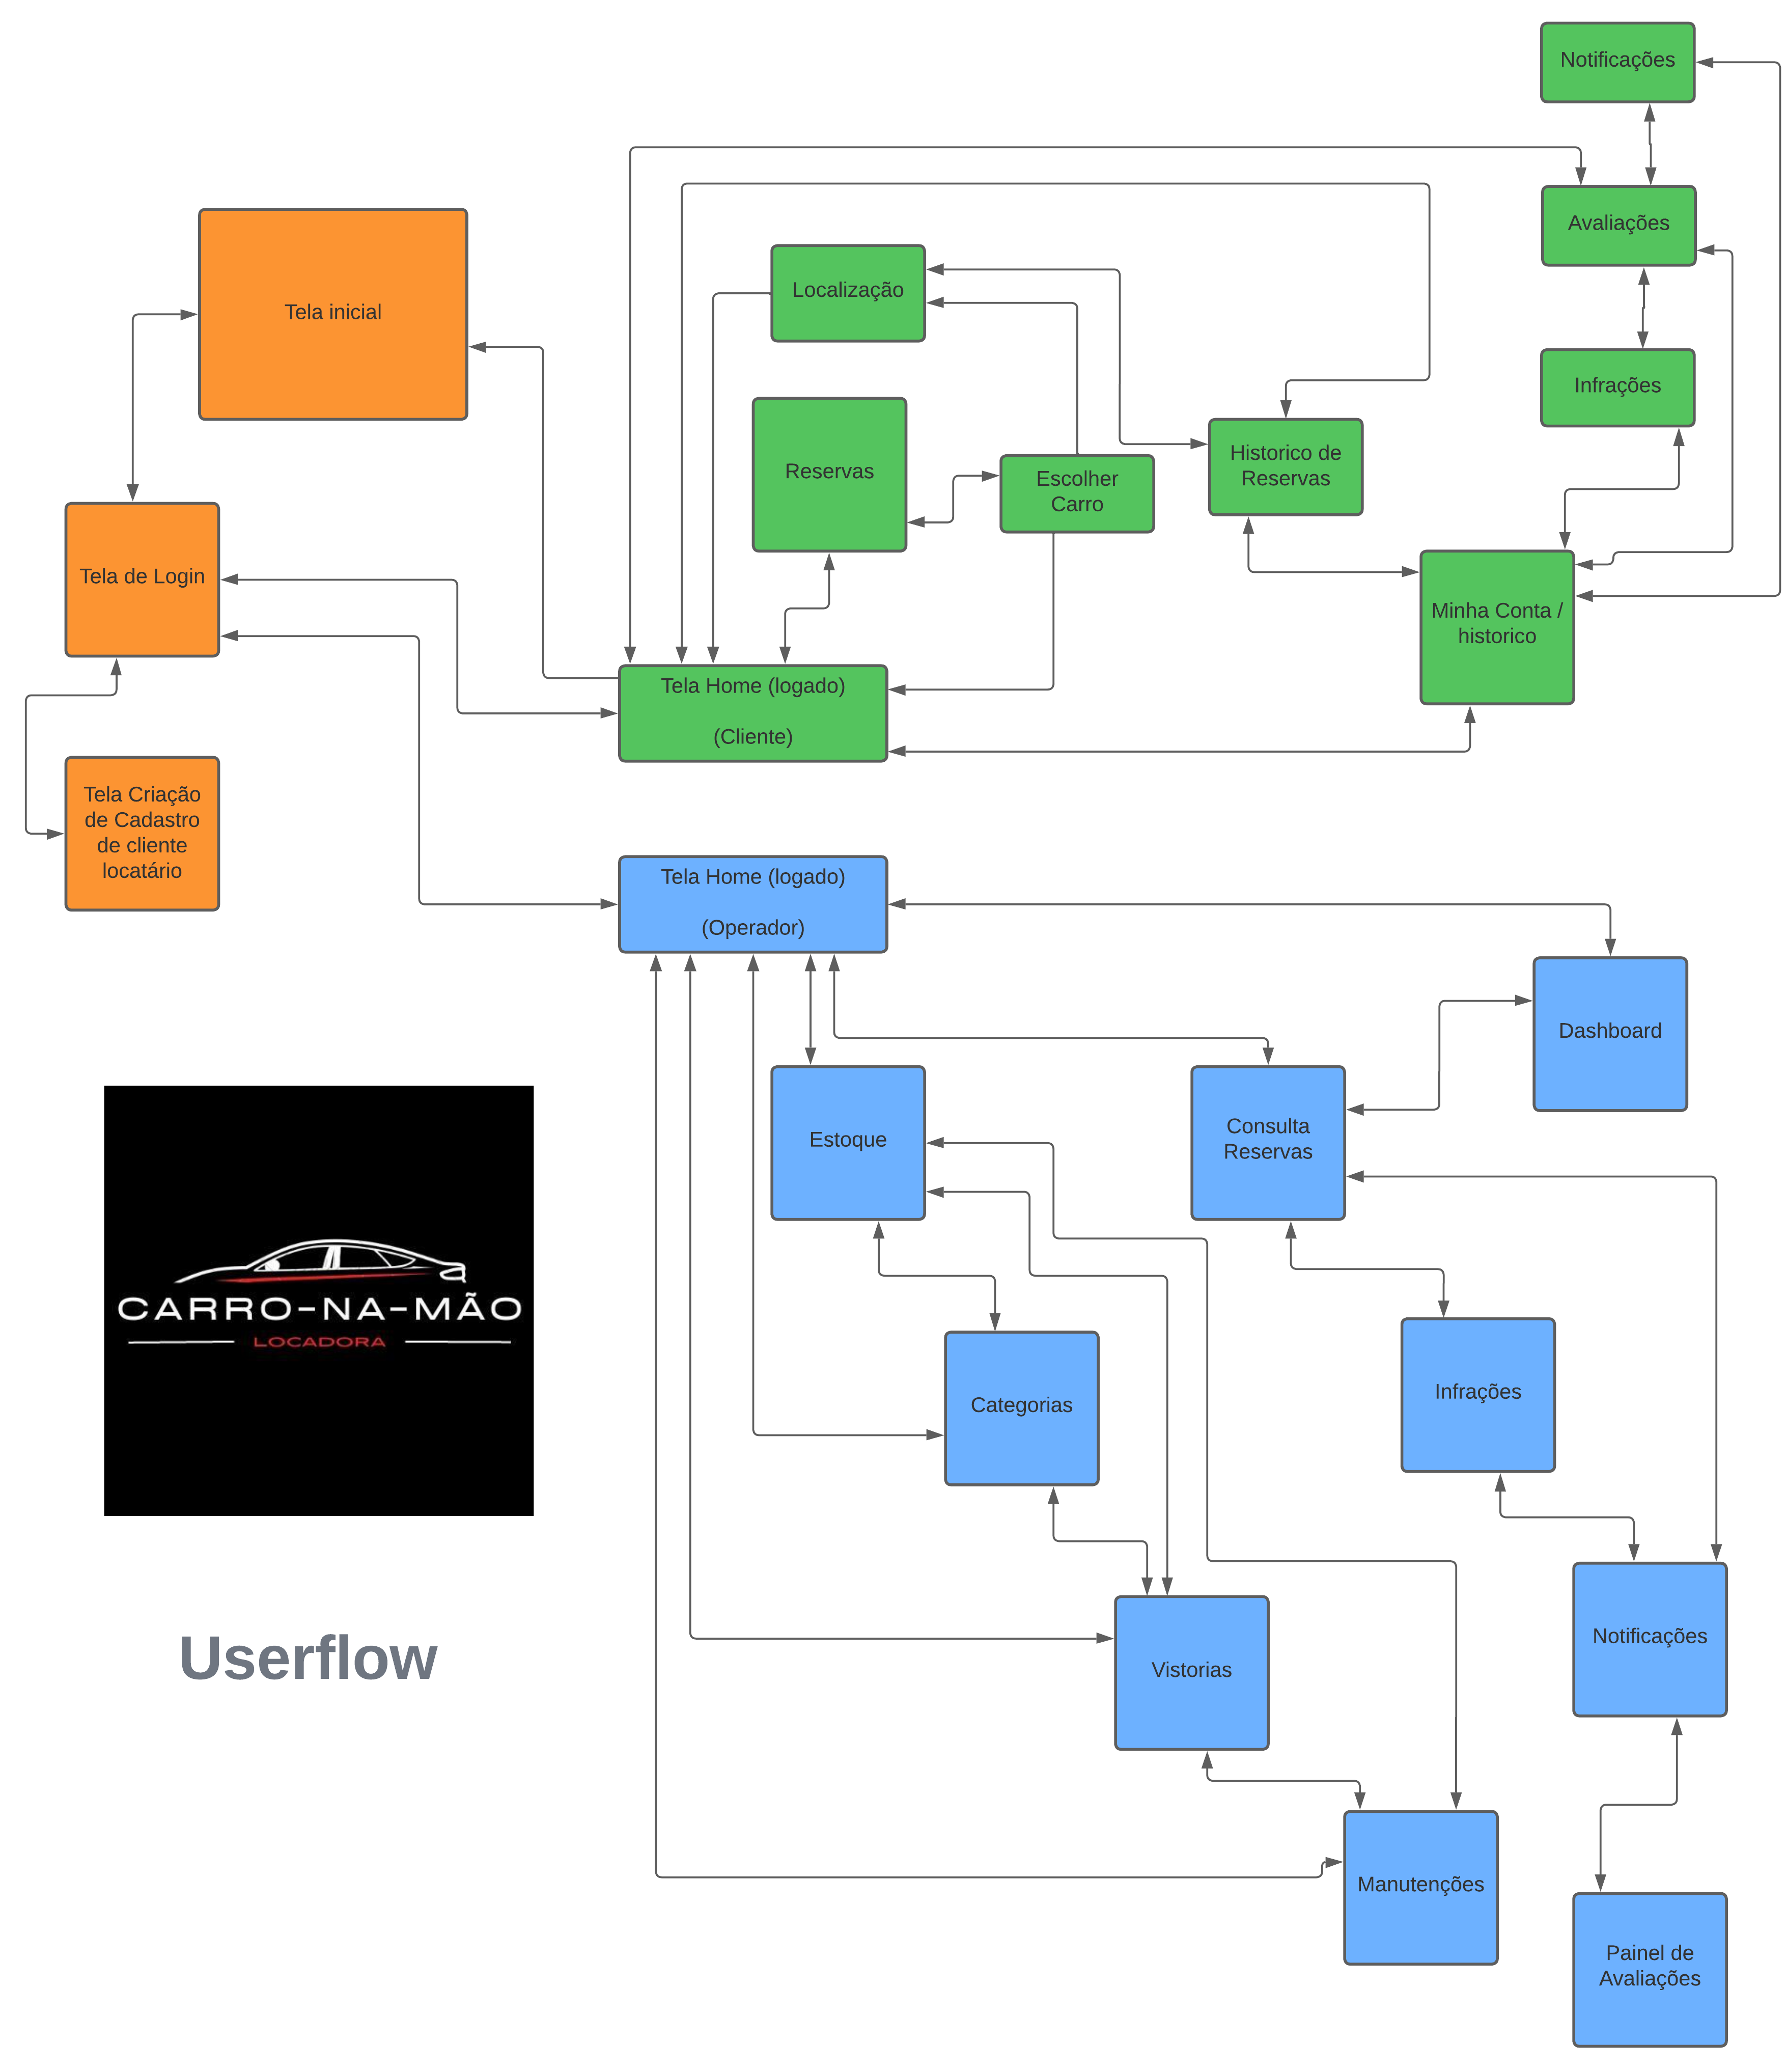 Notificações
Avaliações
Tela inicial
Localização
Infrações
Reservas
Escolher
Carro
Historico de
Reservas
Tela de Login
Minha Conta /
historico
Tela Home (logado)
(Cliente)
Tela Criação
de Cadastro
de cliente
locatário
Tela Home (logado)
(Operador)
Dashboard
Estoque
Consulta
Reservas
CARRO-NA-MÃO
LOCADORA
Categorias
Infrações
Userflow
Vistorias
Notificações
Manutenções
Painel de
Avaliações